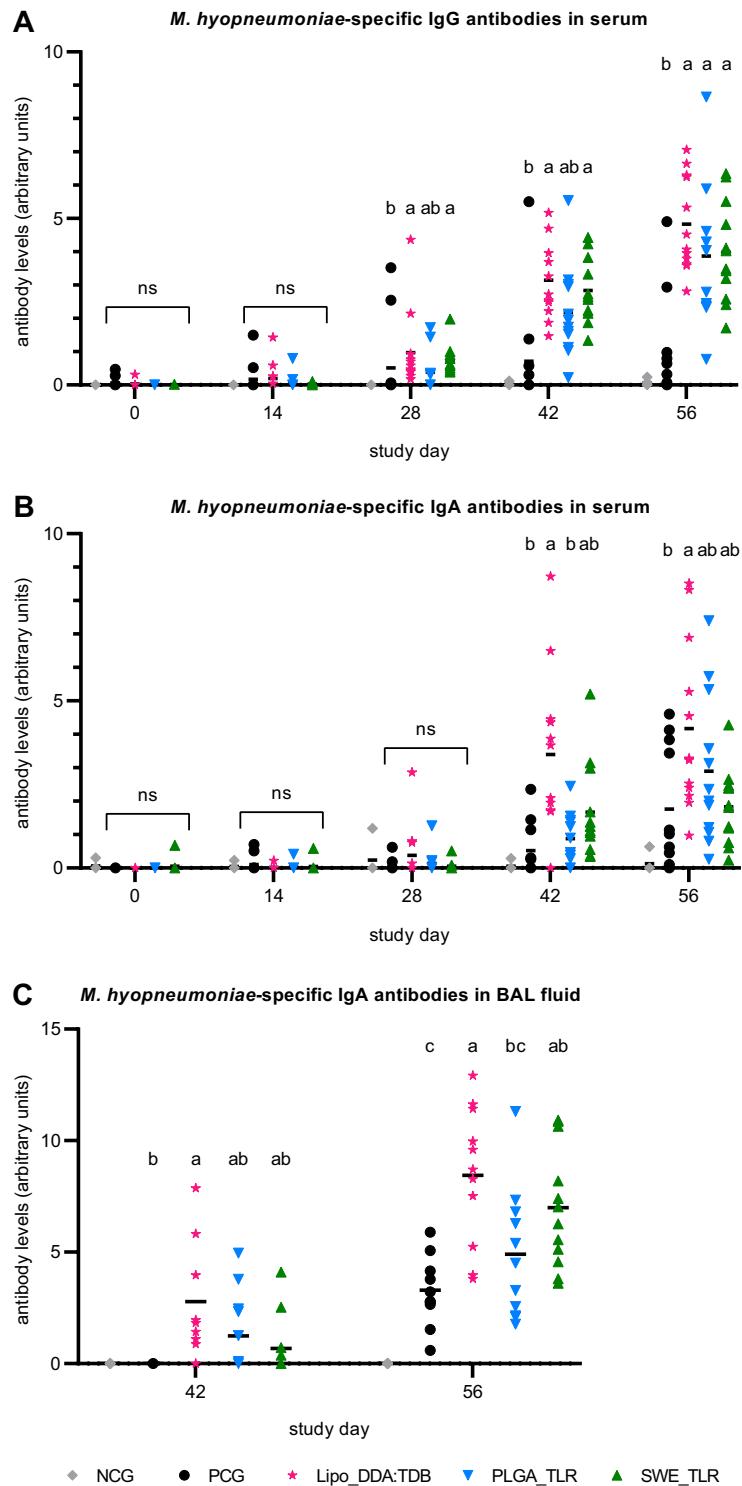 A
M. hyopneumoniae-specific IgG antibodies in serum
antibody levels (arbitrary units)
10
5
0
ns
ns
b a ab a
b a ab a
b a a a
0 14 28 42 56
study day
B
M. hyopneumoniae-specific IgA antibodies in serum
antibody levels (arbitrary units)
10
5
0
ns
ns
ns
b a b ab
b a ab ab
0 14 28 42 56
study day
C
M. hyopneumoniae-specific IgA antibodies in BAL fluid
antibody levels (arbitrary units)
15
10
5
0
b a ab ab
c a bc ab
42 56
study day
NCG PCG Lipo_DDA:TDB PLGA_TLR SWE_TLR